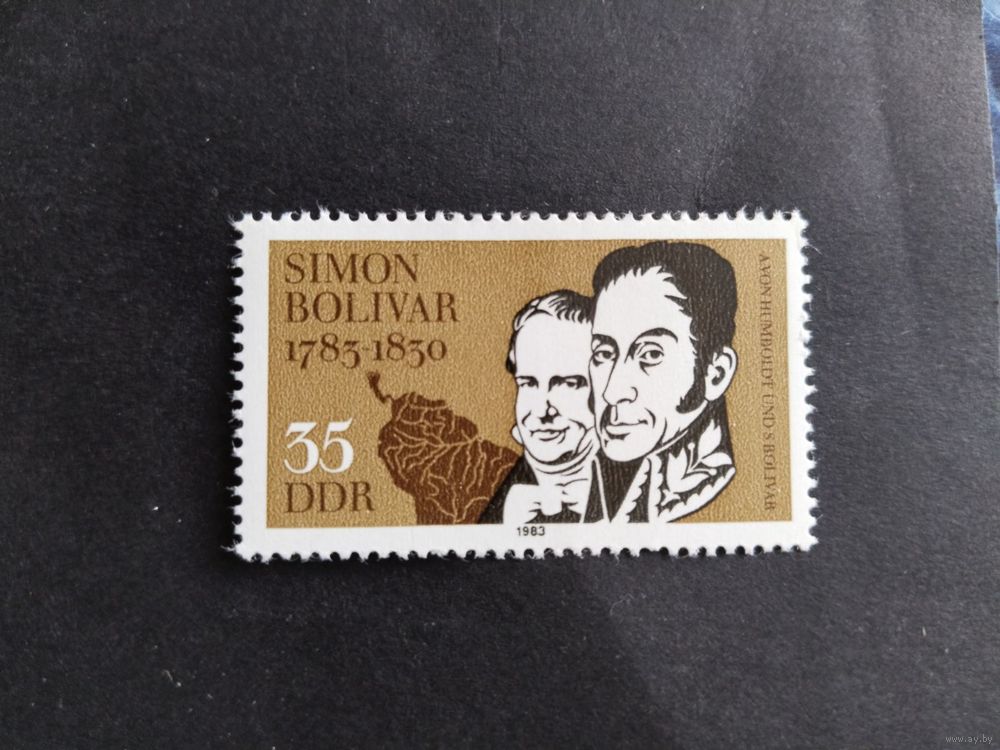 SIMON
BOLIVAR
1783-1830
35
DDR
A.VON HUMBOLDT UND S.BOLIVAR
1983
www.ay.by